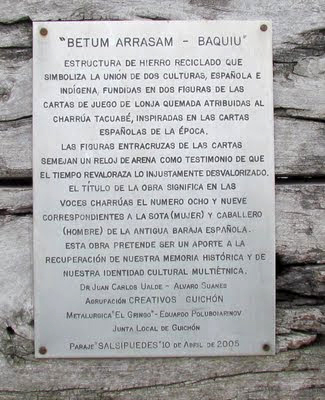 "BETUM ARRASAM - BAQUIU"
ESTRUCTURA DE HIERRO RECICLADO QUE
SIMBOLIZA LA UNION DE DOS CULTURAS, ESPAÑOLA E
INDÍGENA, FUNDIDAS EN DOS FIGURAS DE LAS
CARTAS DE JUEGO DE LONJA QUEMADA ATRIBUIDAS AL
CHARRÚA TACUABÉ, INSPIRADAS EN LAS CARTAS
ESPAÑOLAS DE LA ÉPOCA.
LAS FIGURAS ENTRACRUZAS DE LAS CARTAS
SEMEJAN UN RELOJ DE ARENA COMO TESTIMONIO DE QUE
EL TIEMPO REVALORAZA LO INJUSTAMENTE DESVALORIZADO.
EL TÍTULO DE LA OBRA SIGNIFICA EN LAS
VOCES CHARRÚAS EL NUMERO OCHO Y NUEVE
CORRESPONDIENTES A LA SOTA (MUJER) Y CABALLERO
(HOMBRE) DE LA ANTIGUA BARAJA ESPAÑOLA.
ESTA OBRA PRETENDE SER UN APORTE A LA
RECUPERACIÓN DE NUESTRA MEMORIA HISTÓRICA Y DE
NUESTRA IDENTIDAD CULTURAL MULTIÉTNICA.
DR JUAN CARLOS UALDE - ALVARO SUANES
AGRUPACIÓN CREATIVOS GUICHÓN
METALURGICA "EL GRINGO" - EDUARDO POLUBOIARINOV
JUNTA LOCAL DE GUICHÓN
PARAJE "SALSIPUEDES" 10 DE ABRIL DE 2005